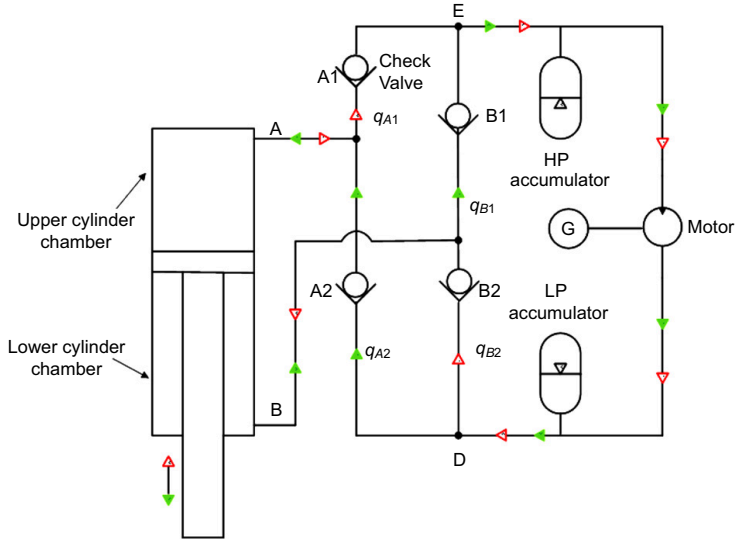 E
A1
Check
Valve
qA1
A
B1
HP
accumulator
Upper cylinder
chamber
qB1
G
Motor
A2
B2
LP
accumulator
Lower cylinder
chamber
qA2
qB2
B
D